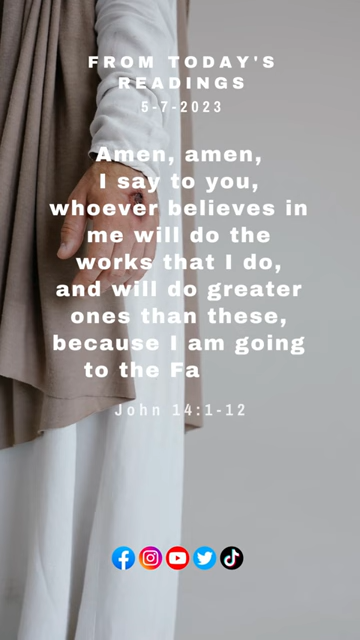 FROM TODAY'S
READINGS
5-7-2023
Amen, amen,
I say to you,
whoever believes in
me will do the
works that I do,
and will do greater
ones than these,
because I am going
to the Fa
John 14:1-12